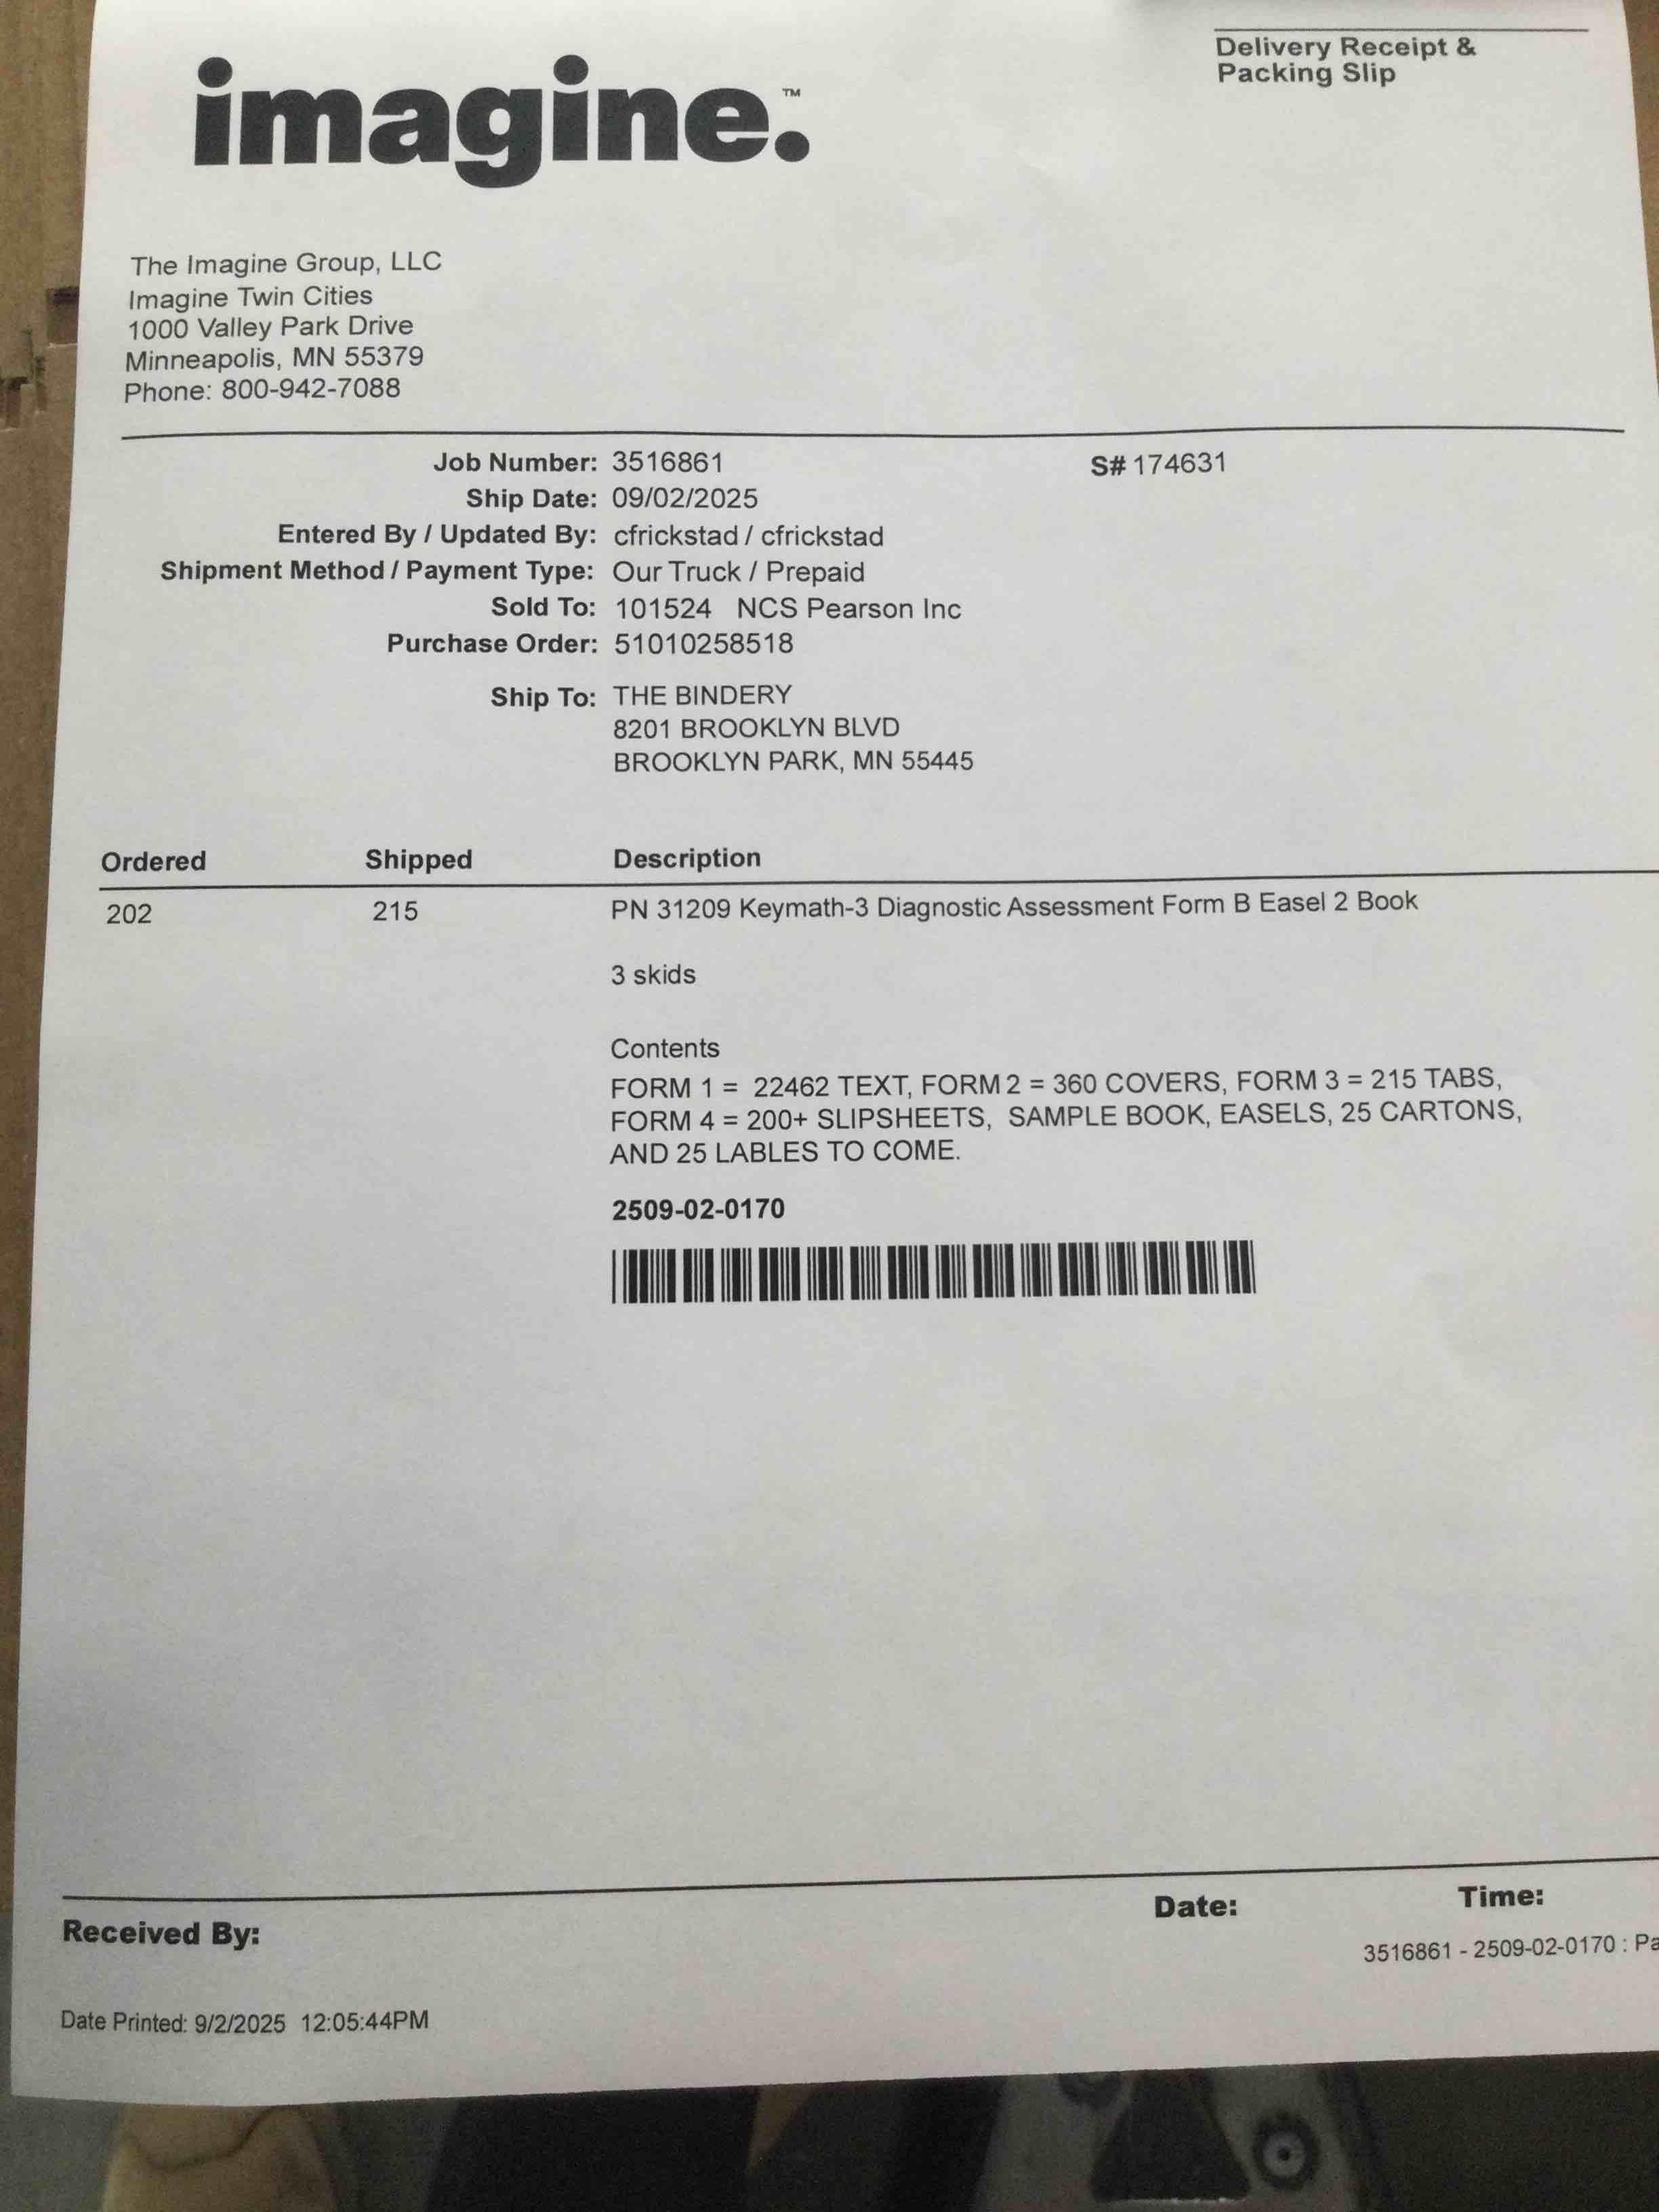 Delivery Receipt &
Packing Slip
imagine.™
The Imagine Group, LLC
Imagine Twin Cities
1000 Valley Park Drive
Minneapolis, MN 55379
Phone: 800-942-7088
Job Number: 3516861 S# 174631
Ship Date: 09/02/2025
Entered By / Updated By: cfrickstad / cfrickstad
Shipment Method / Payment Type: Our Truck / Prepaid
Sold To: 101524 NCS Pearson Inc
Purchase Order: 51010258518
Ship To: THE BINDERY
8201 BROOKLYN BLVD
BROOKLYN PARK, MN 55445
Ordered Shipped Description
202 215 PN 31209 Keymath-3 Diagnostic Assessment Form B Easel 2 Book
3 skids
Contents
FORM 1 = 22462 TEXT, FORM 2 = 360 COVERS, FORM 3 = 215 TABS,
FORM 4 = 200+ SLIPSHEETS, SAMPLE BOOK, EASELS, 25 CARTONS,
AND 25 LABLES TO COME.
2509-02-0170
Received By: Date: Time:
3516861 - 2509-02-0170 : Pa
Date Printed: 9/2/2025 12:05:44PM